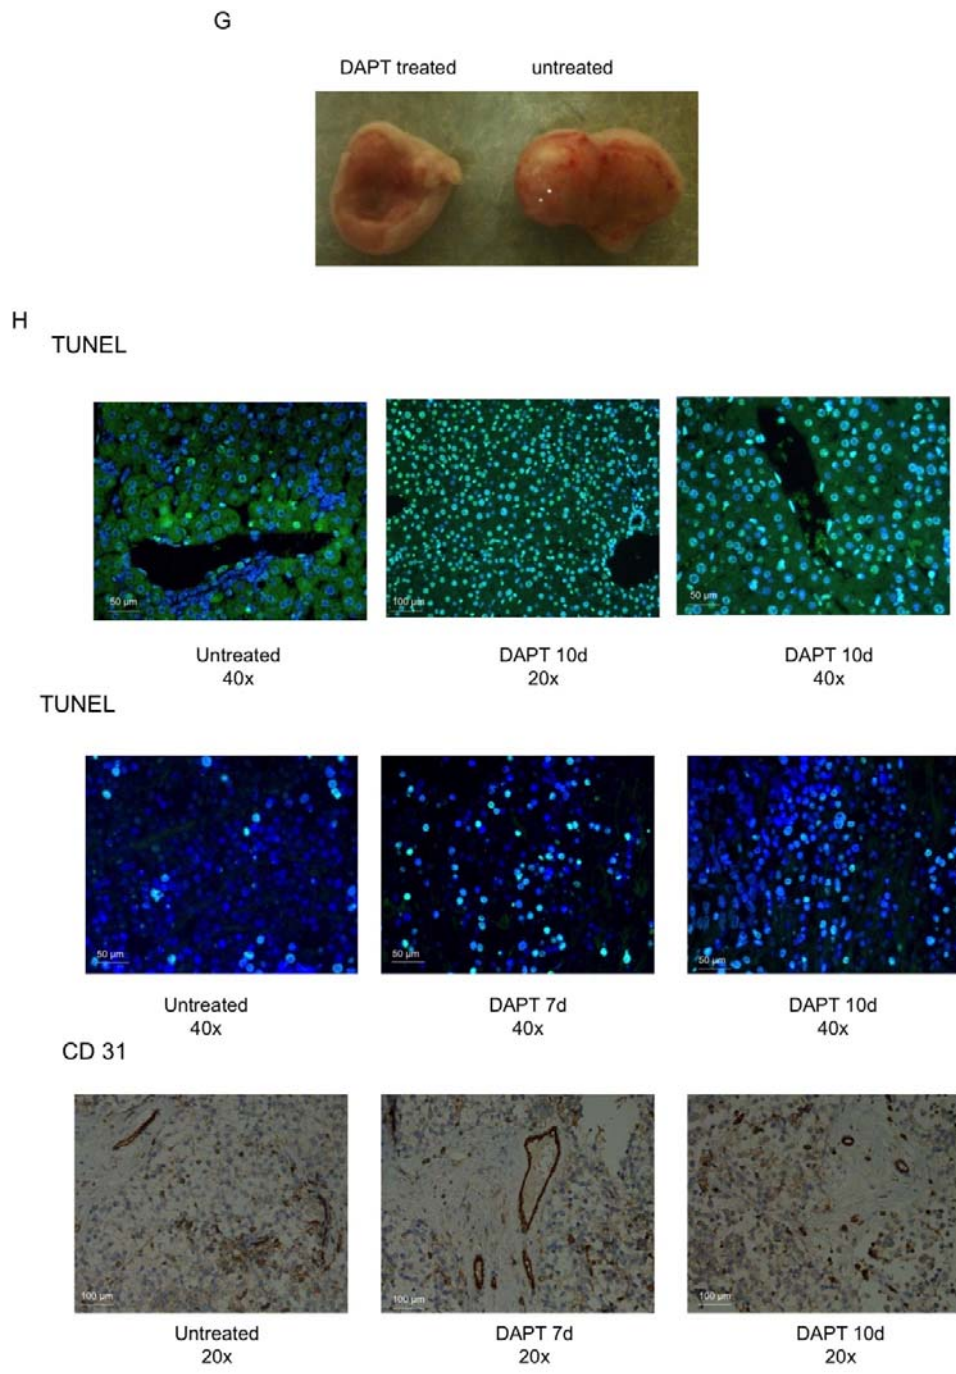 G
DAPT treated untreated
H
TUNEL
50 μm 100 μm 50 μm
Untreated DAPT 10d DAPT 10d
40x 20x 40x
TUNEL
50 μm 50 μm 50 μm
Untreated DAPT 7d DAPT 10d
40x 40x 40x
CD 31
100 μm 100 μm 100 μm
Untreated DAPT 7d DAPT 10d
20x 20x 20x